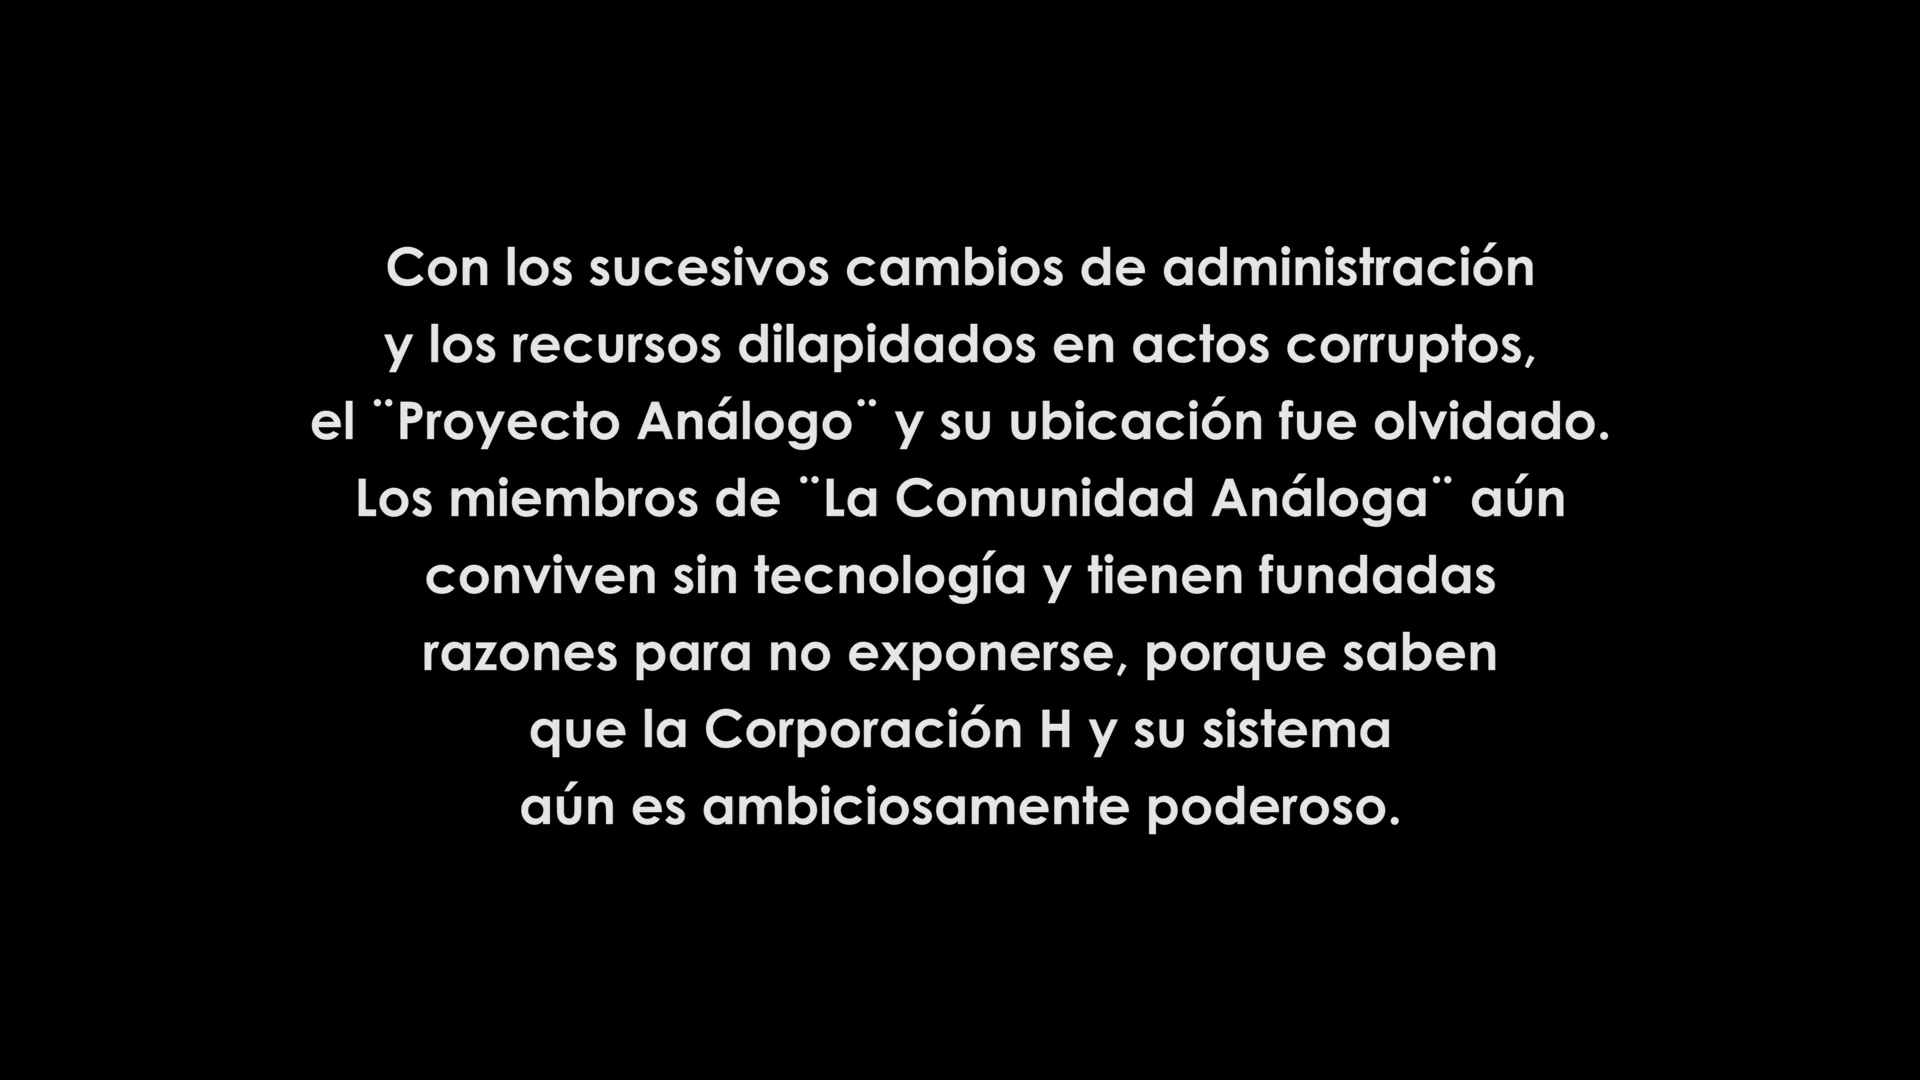 Con los sucesivos cambios de administración
y los recursos dilapidados en actos corruptos,
el ¨Proyecto Análogo¨ y su ubicación fue olvidado.
Los miembros de ¨La Comunidad Análoga¨ aún
conviven sin tecnología y tienen fundadas
razones para no exponerse, porque saben
que la Corporación H y su sistema
aún es ambiciosamente poderoso.